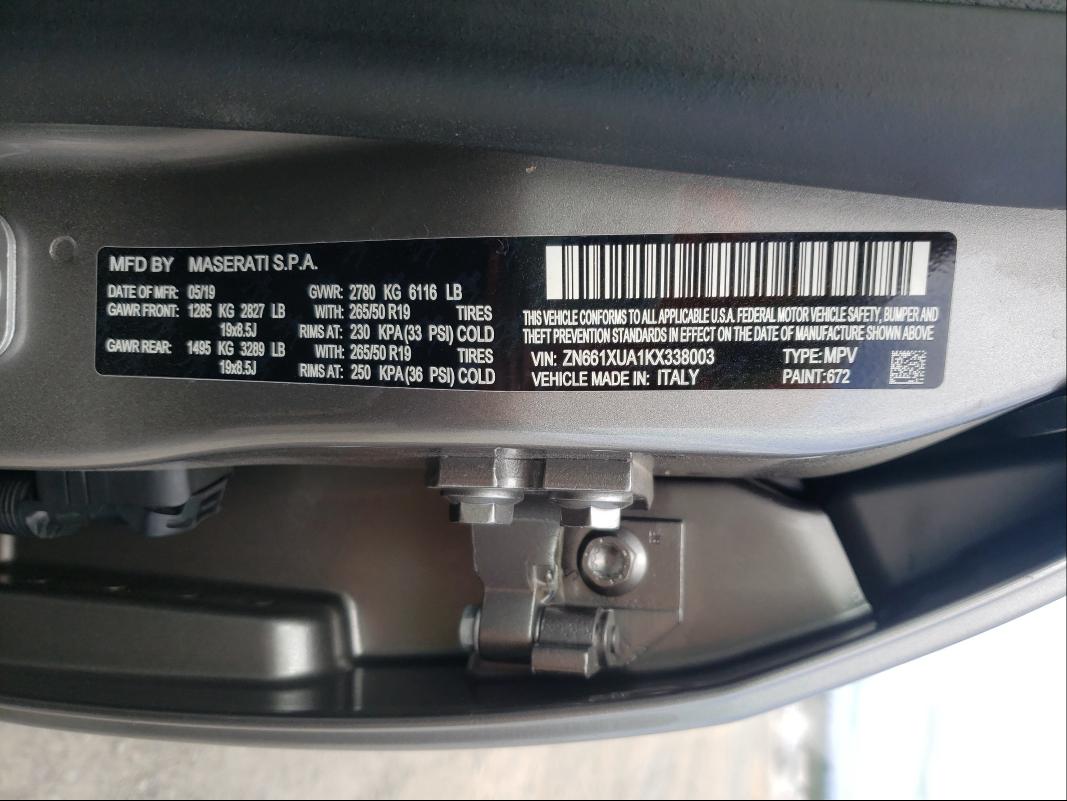 MFD BY MASERATI S.P.A.
DATE OF MFR: 05/19 GVWR: 2780 KG 6116 LB
GAWR FRONT: 1285 KG 2827 LB WITH: 265/50 R19 TIRES
19x8.5J RIMS AT: 230 KPA (33 PSI) COLD
GAWR REAR: 1495 KG 3289 LB WITH: 265/50 R19 TIRES
19x8.5J RIMS AT: 250 KPA (36 PSI) COLD
THIS VEHICLE CONFORMS TO ALL APPLICABLE U.S.A. FEDERAL MOTOR VEHICLE SAFETY, BUMPER AND
THEFT PREVENTION STANDARDS IN EFFECT ON THE DATE OF MANUFACTURE SHOWN ABOVE
VIN: ZN661XUA1KX338003 TYPE: MPV
VEHICLE MADE IN: ITALY PAINT: 672